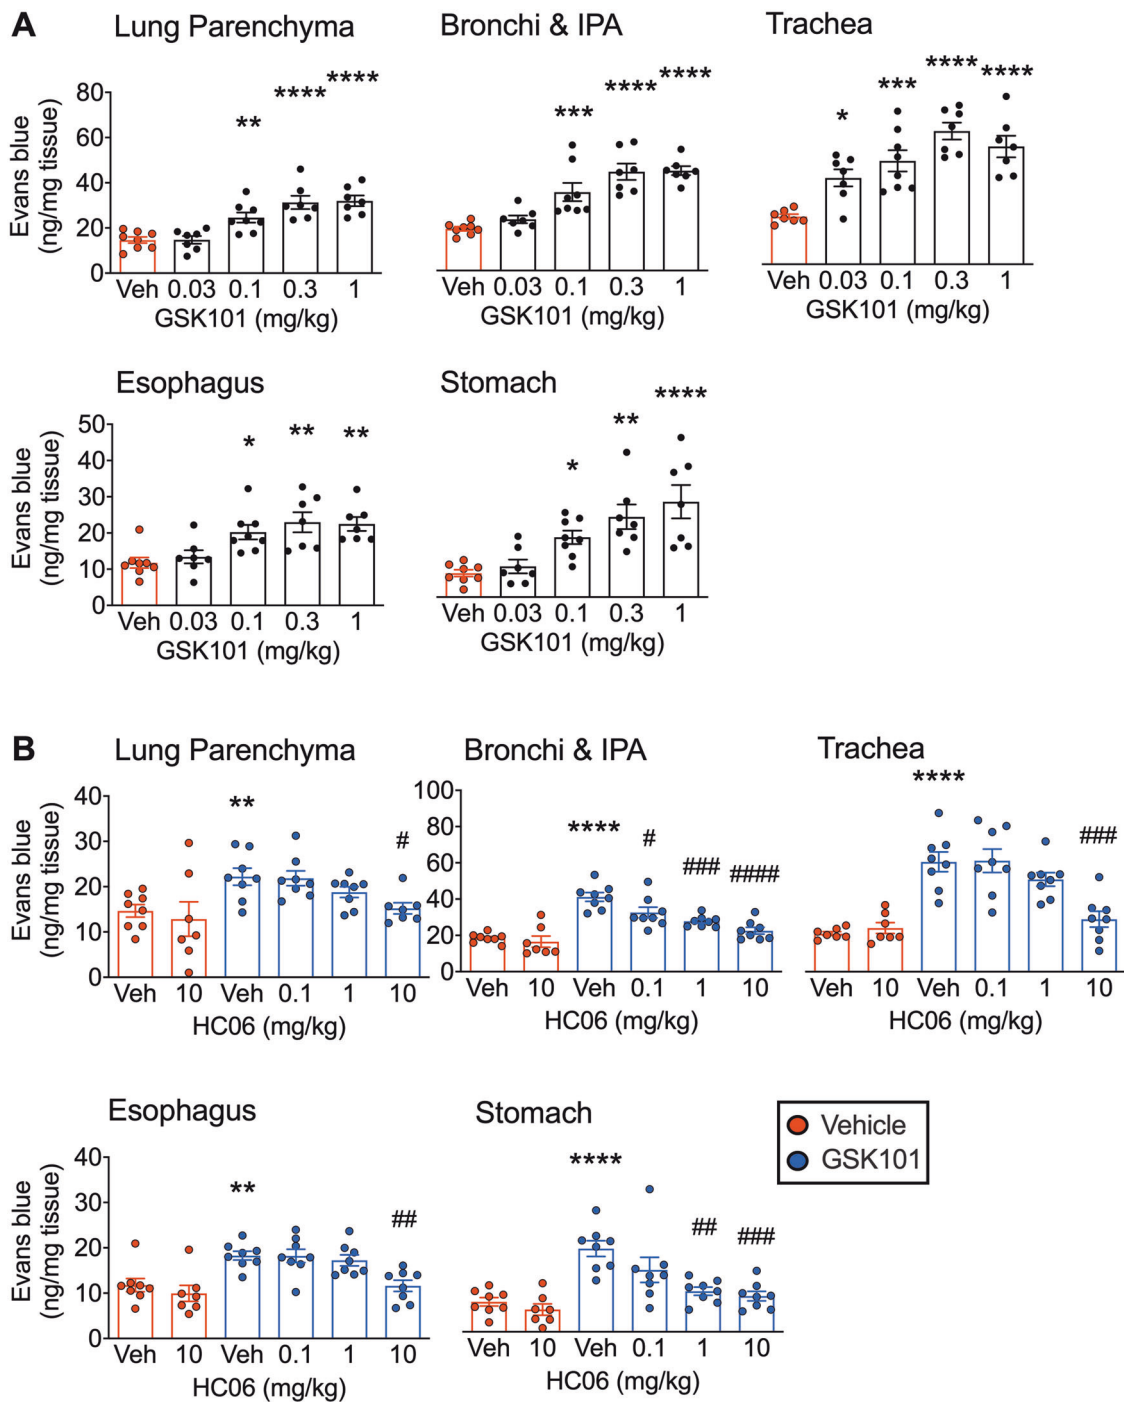 A
Lung Parenchyma
Bronchi & IPA
Trachea
Evans blue
(ng/mg tissue)
80
60
40
20
0
**
****
****
Veh 0.03 0.1 0.3 1
GSK101 (mg/kg)
***
****
****
Veh 0.03 0.1 0.3 1
GSK101 (mg/kg)
*
***
****
****
Veh 0.03 0.1 0.3 1
GSK101 (mg/kg)
Esophagus
Stomach
Evans blue
(ng/mg tissue)
50
40
30
20
10
0
*
**
**
Veh 0.03 0.1 0.3 1
GSK101 (mg/kg)
*
**
****
Veh 0.03 0.1 0.3 1
GSK101 (mg/kg)
B
Lung Parenchyma
Bronchi & IPA
Trachea
Evans blue
(ng/mg tissue)
40
30
20
10
0
**
#
Veh 10 Veh 0.1 1 10
HC06 (mg/kg)
100
80
60
40
20
0
****
#
###
####
Veh 10 Veh 0.1 1 10
HC06 (mg/kg)
****
###
Veh 10 Veh 0.1 1 10
HC06 (mg/kg)
Esophagus
Stomach
Evans blue
(ng/mg tissue)
40
30
20
10
0
**
##
Veh 10 Veh 0.1 1 10
HC06 (mg/kg)
****
##
###
Veh 10 Veh 0.1 1 10
HC06 (mg/kg)
Vehicle
GSK101